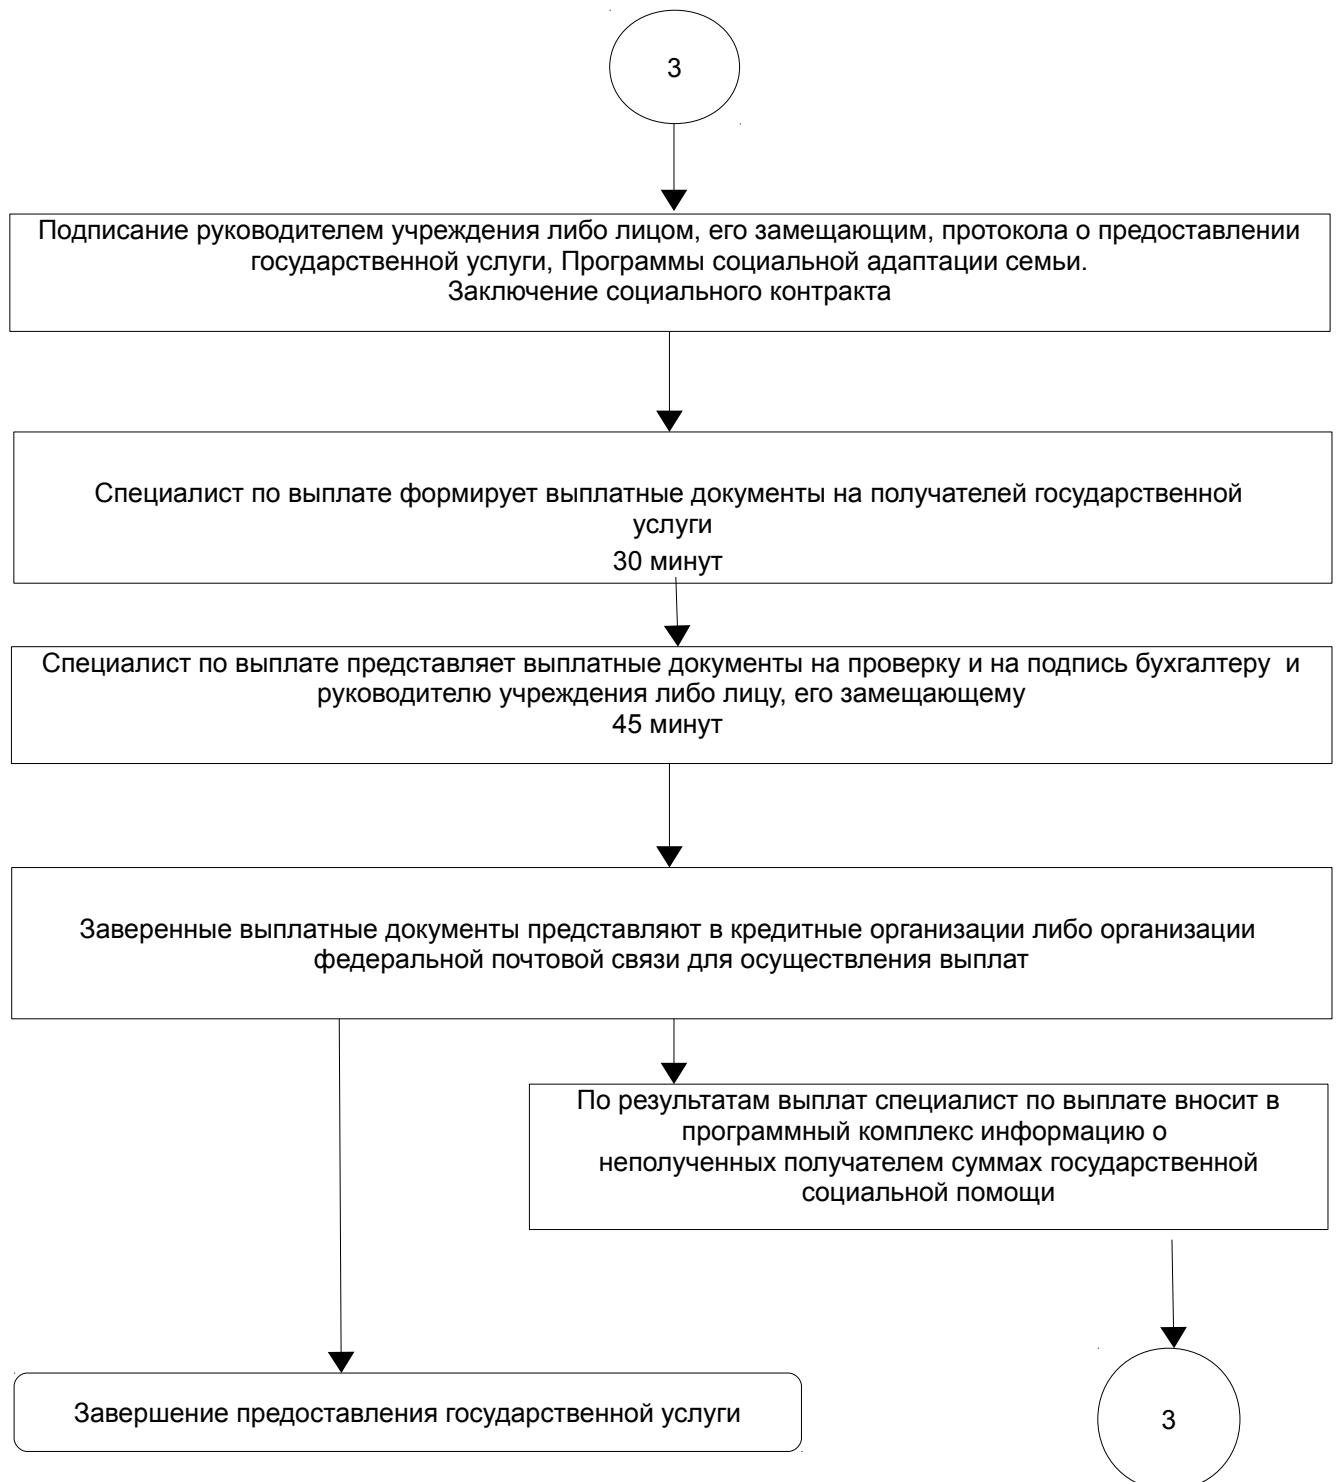 3
Подписание руководителем учреждения либо лицом, его замещающим, протокола о предоставлении
государственной услуги, Программы социальной адаптации семьи.
Заключение социального контракта
Специалист по выплате формирует выплатные документы на получателей государственной
услуги
30 минут
Специалист по выплате представляет выплатные документы на проверку и на подпись бухгалтеру и
руководителю учреждения либо лицу, его замещающему
45 минут
Заверенные выплатные документы представляют в кредитные организации либо организации
федеральной почтовой связи для осуществления выплат
По результатам выплат специалист по выплате вносит в
программный комплекс информацию о
неполученных получателем суммах государственной
социальной помощи
Завершение предоставления государственной услуги
3